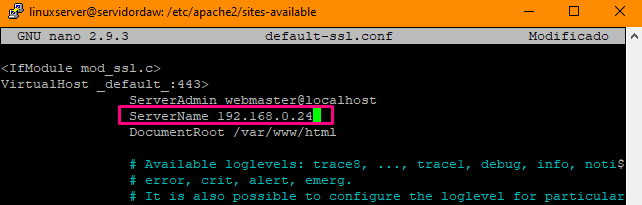 linuxserver@servidordaw: /etc/apache2/sites-available
GNU nano 2.9.3 default-ssl.conf Modificado
<IfModule mod_ssl.c>
VirtualHost _default_:443>
ServerAdmin webmaster@localhost
ServerName 192.168.0.24
DocumentRoot /var/www/html
# Available loglevels: trace8, ..., trace1, debug, info, noti$
# error, crit, alert, emerg.
# It is also possible to configure the loglevel for particular